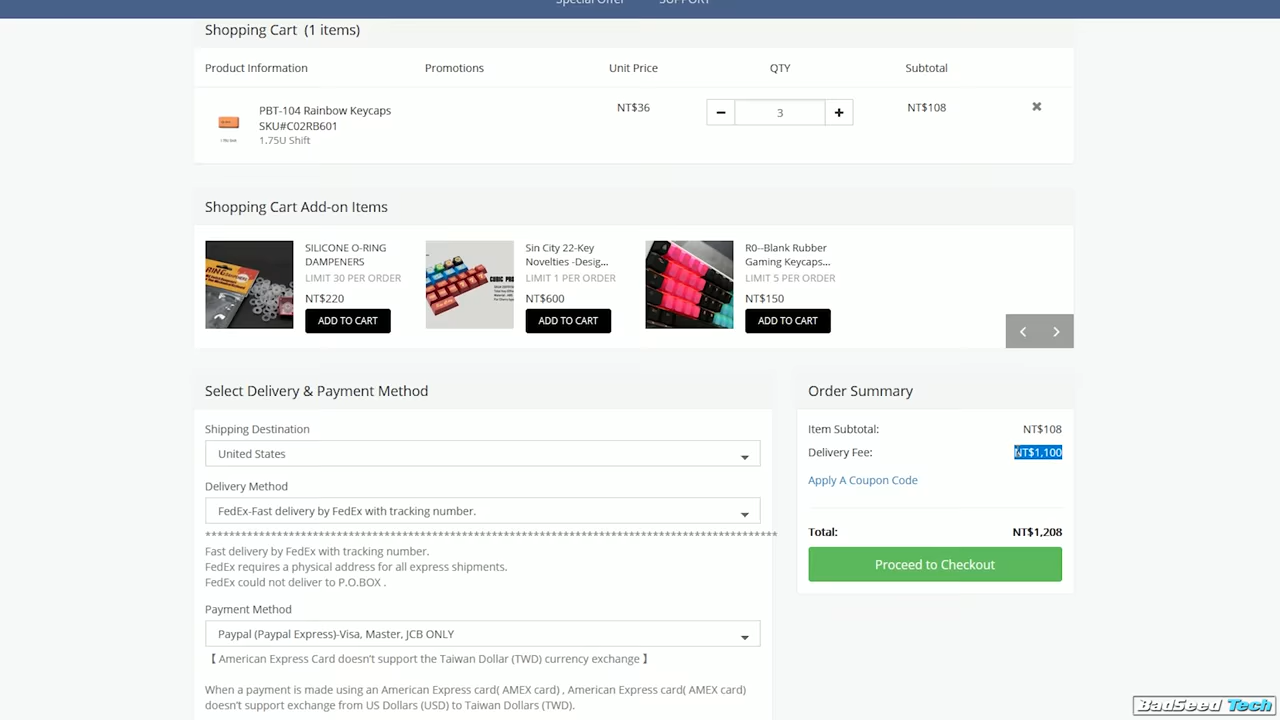 Special Offer SUPPORT
Shopping Cart (1 items)
Product Information Promotions Unit Price QTY Subtotal
PBT-104 Rainbow Keycaps
SKU#C02RB601
1.75U Shift
NT$36 3 NT$108
Shopping Cart Add-on Items
SILICONE O-RING
DAMPENERS
LIMIT 30 PER ORDER
NT$220
ADD TO CART
Sin City 22-Key
Novelties -Desig...
LIMIT 1 PER ORDER
NT$600
ADD TO CART
R0--Blank Rubber
Gaming Keycaps...
LIMIT 5 PER ORDER
NT$150
ADD TO CART
Select Delivery & Payment Method
Shipping Destination
United States
Delivery Method
FedEx-Fast delivery by FedEx with tracking number.
Fast delivery by FedEx with tracking number.
FedEx requires a physical address for all express shipments.
FedEx could not deliver to P.O.BOX .
Payment Method
Paypal (Paypal Express)-Visa, Master, JCB ONLY
【 American Express Card doesn't support the Taiwan Dollar (TWD) currency exchange 】
When a payment is made using an American Express card( AMEX card) , American Express card( AMEX card)
doesn't support exchange from US Dollars (USD) to Taiwan Dollars (TWD).
Order Summary
Item Subtotal: NT$108
Delivery Fee: NT$1,100
Apply A Coupon Code
Total: NT$1,208
Proceed to Checkout
BadSeed Tech